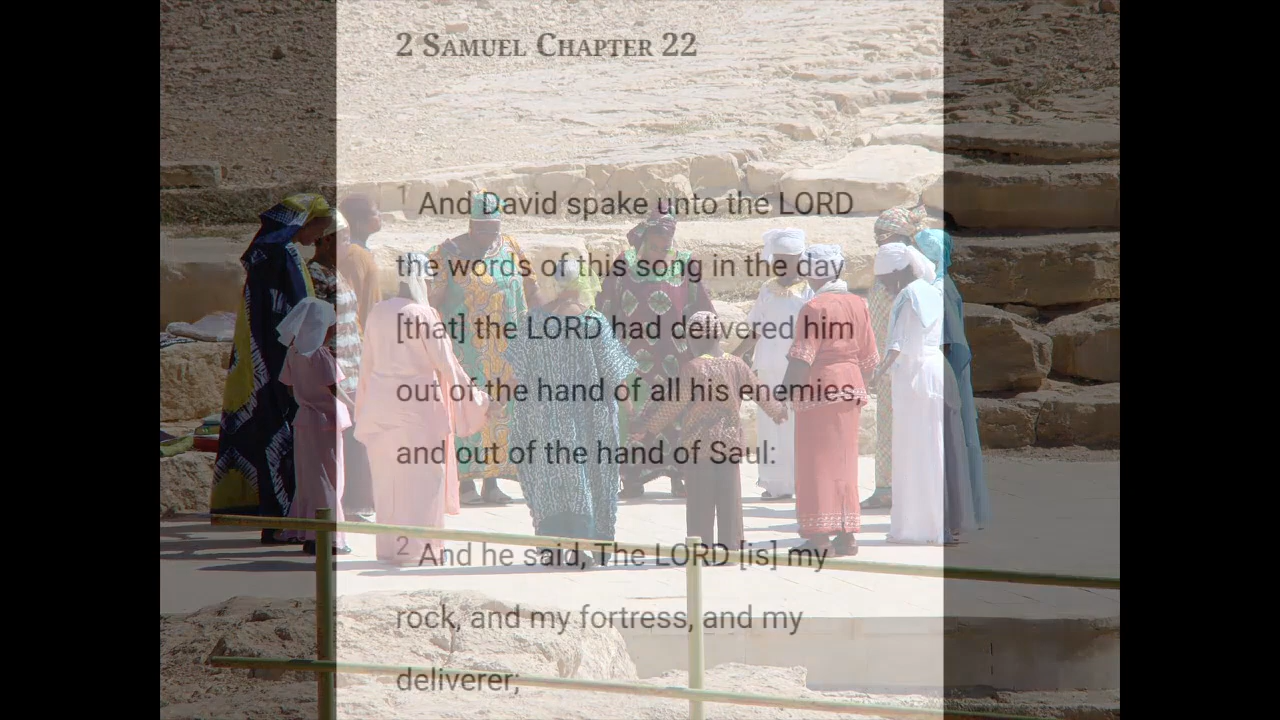 2 Samuel Chapter 22
1 And David spake unto the LORD
the words of this song in the day
[that] the LORD had delivered him
out of the hand of all his enemies,
and out of the hand of Saul:
2 And he said, The LORD [is] my
rock, and my fortress, and my
deliverer;